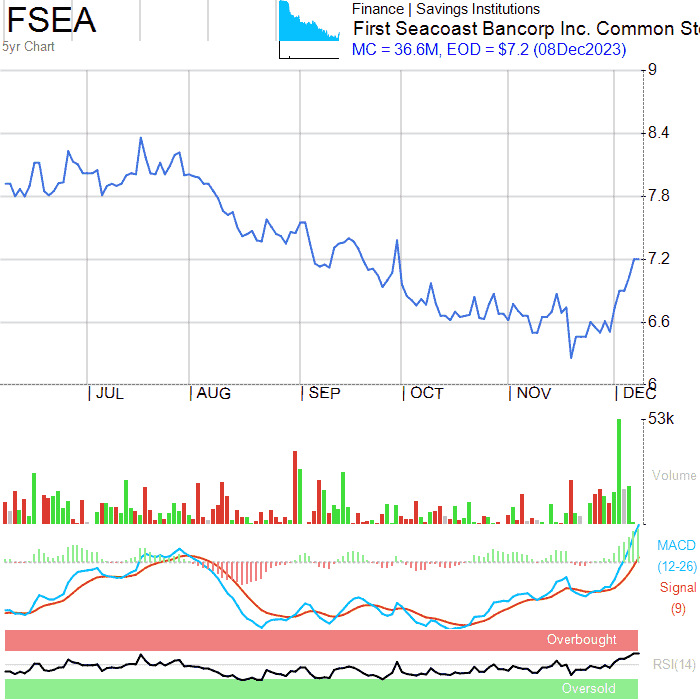 FSEA
5yr Chart
Finance | Savings Institutions
First Seacoast Bancorp Inc. Common Sto
MC = 36.6M, EOD = $7.2 (08Dec2023)
9
8.4
7.8
7.2
6.6
6
JUL AUG SEP OCT NOV DEC
53k
Volume
MACD
(12-26)
Signal
(9)
Overbought
RSI(14)
Oversold